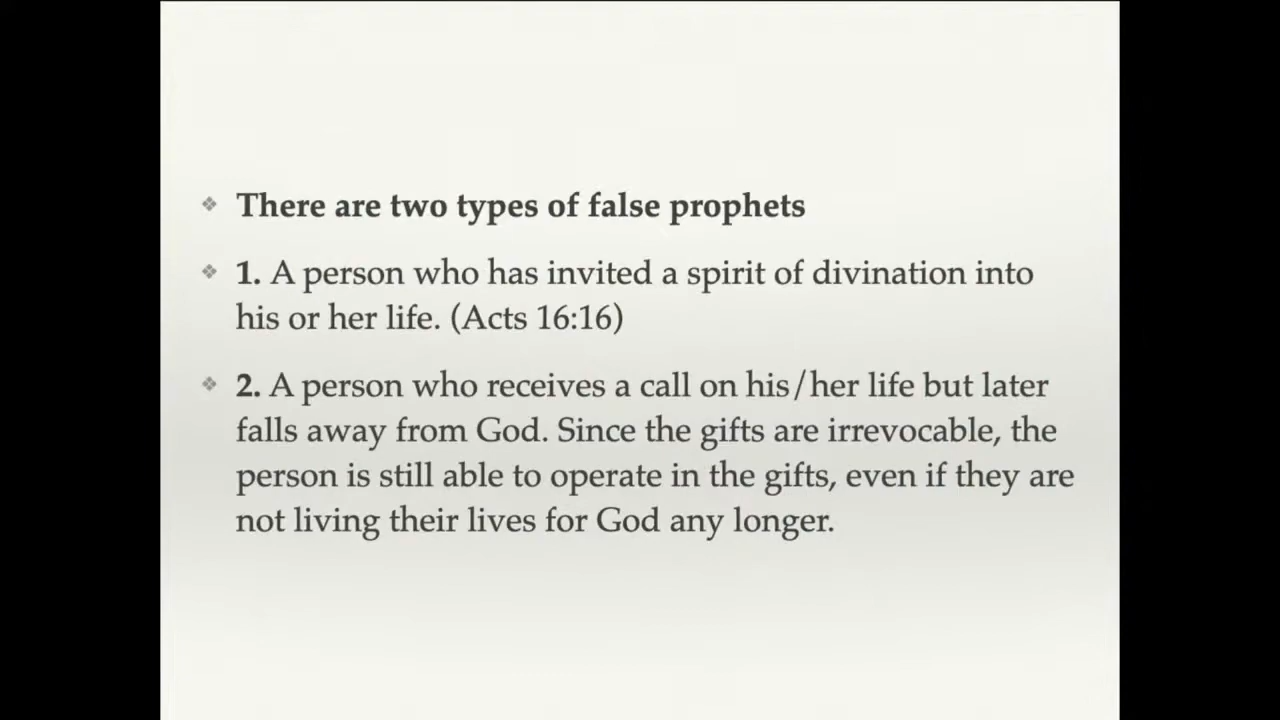 ❖ There are two types of false prophets
❖ 1. A person who has invited a spirit of divination into
his or her life. (Acts 16:16)
❖ 2. A person who receives a call on his/her life but later
falls away from God. Since the gifts are irrevocable, the
person is still able to operate in the gifts, even if they are
not living their lives for God any longer.